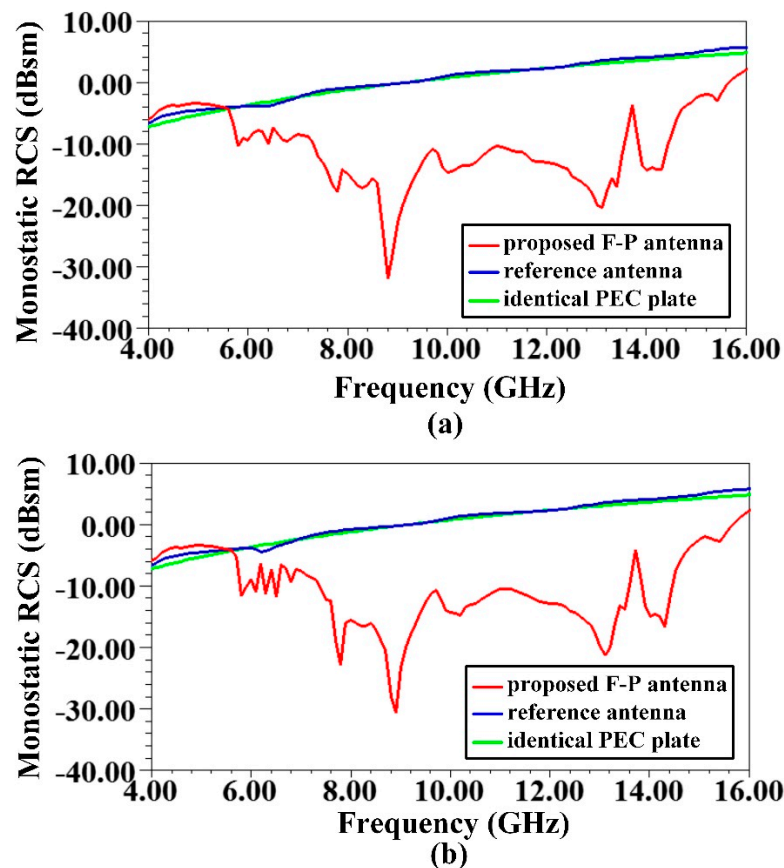 10.00
0.00
-10.00
-20.00
-30.00
-40.00
Monostatic RCS (dBsm)
proposed F-P antenna
reference antenna
identical PEC plate
4.00 6.00 8.00 10.00 12.00 14.00 16.00
Frequency (GHz)
(a)
10.00
0.00
-10.00
-20.00
-30.00
-40.00
Monostatic RCS (dBsm)
proposed F-P antenna
reference antenna
identical PEC plate
4.00 6.00 8.00 10.00 12.00 14.00 16.00
Frequency (GHz)
(b)